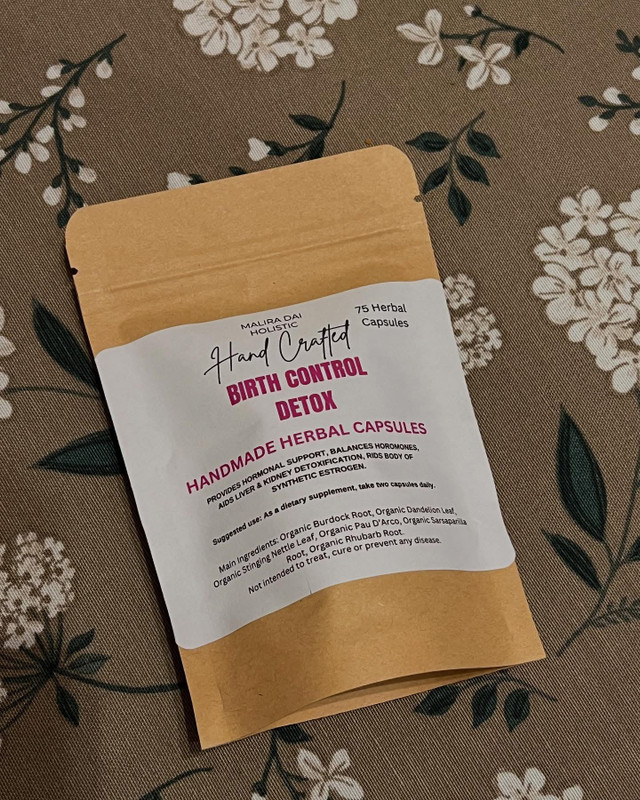 MALIRA DAI
HOLISTIC
75 Herbal
Capsules
Hand Crafted
BIRTH CONTROL
DETOX
HANDMADE HERBAL CAPSULES
PROVIDES HORMONAL SUPPORT, BALANCES HOROMONES,
AIDS LIVER & KIDNEY DETOXIFICATION, RIDS BODY OF
SYNTHETIC ESTROGEN.
Suggested use: As a dietary supplement, take two capsules daily.
Main Ingredients: Organic Burdock Root, Organic Dandelion Leaf,
Organic Stinging Nettle Leaf, Organic Pau D'Arco, Organic Sarsaparilla
Root, Organic Rhubarb Root.
Not intended to treat, cure or prevent any disease.